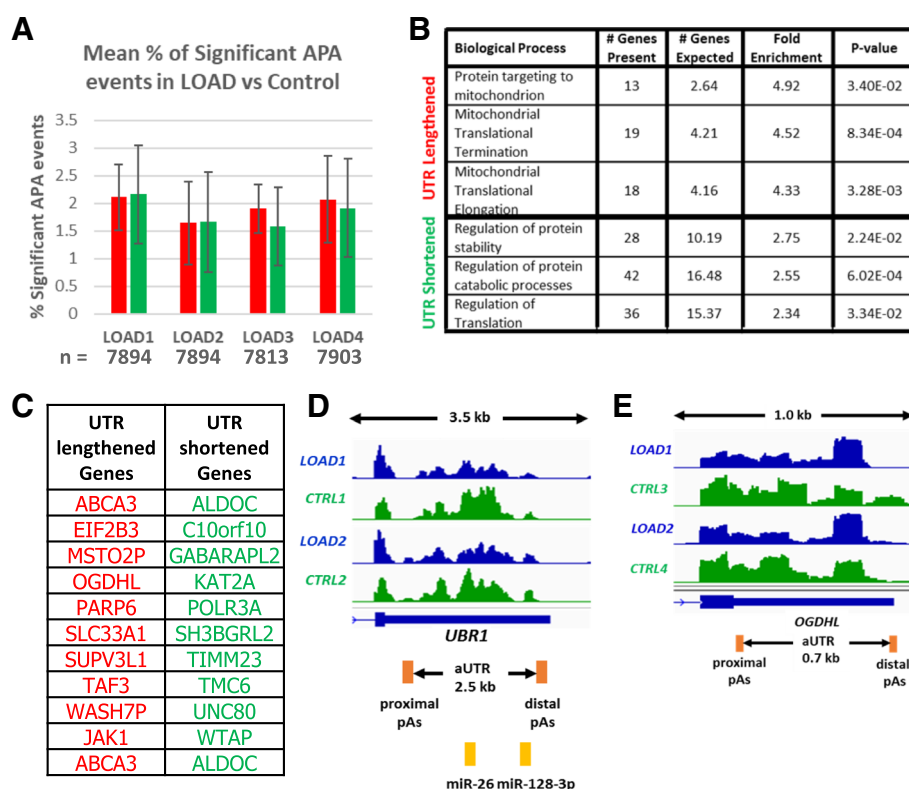 A
Mean % of Significant APA
events in LOAD vs Control
% Significant APA events
3.5
3
2.5
2
1.5
1
0.5
0
LOAD1 LOAD2 LOAD3 LOAD4
n = 7894 7894 7813 7903
B
Biological Process # Genes Present # Genes Expected Fold Enrichment P-value
UTR Lengthened
Protein targeting to mitochondrion 13 2.64 4.92 3.40E-02
Mitochondrial Translational Termination 19 4.21 4.52 8.34E-04
Mitochondrial Translational Elongation 18 4.16 4.33 3.28E-03
UTR Shortened
Regulation of protein stability 28 10.19 2.75 2.24E-02
Regulation of protein catabolic processes 42 16.48 2.55 6.02E-04
Regulation of Translation 36 15.37 2.34 3.34E-02
C
UTR lengthened Genes UTR shortened Genes
ABCA3 ALDOC
EIF2B3 C10orf10
MSTO2P GABARAPL2
OGDHL KAT2A
PARP6 POLR3A
SLC33A1 SH3BGRL2
SUPV3L1 TIMM23
TAF3 TMC6
WASH7P UNC80
JAK1 WTAP
ABCA3 ALDOC
D
3.5 kb
LOAD1
CTRL1
LOAD2
CTRL2
UBR1
aUTR
2.5 kb
proximal pAs
distal pAs
miR-26 miR-128-3p
E
1.0 kb
LOAD1
CTRL3
LOAD2
CTRL4
OGDHL
aUTR
0.7 kb
proximal pAs
distal pAs